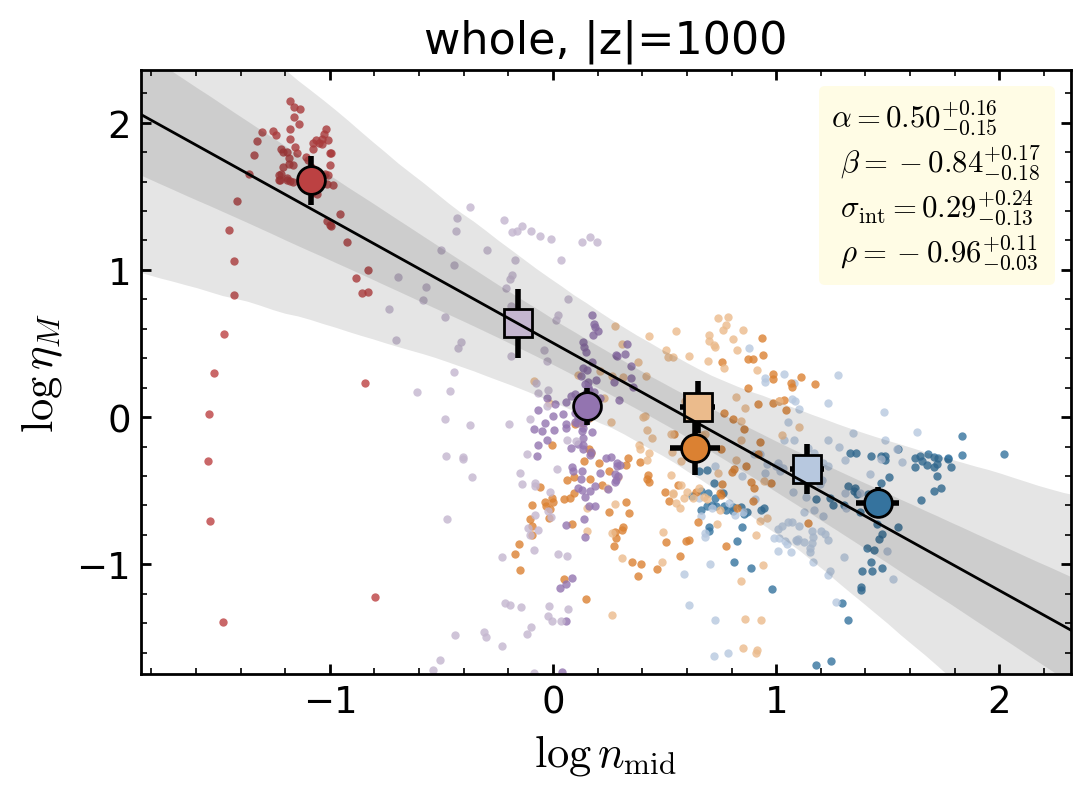 whole, |z|=1000
α = 0.50^{+0.16}_{−0.15}
β = −0.84^{+0.17}_{−0.18}
σ_int = 0.29^{+0.24}_{−0.13}
ρ = −0.96^{+0.11}_{−0.03}
2
1
0
−1
log η_M
−1 0 1 2
log n_mid